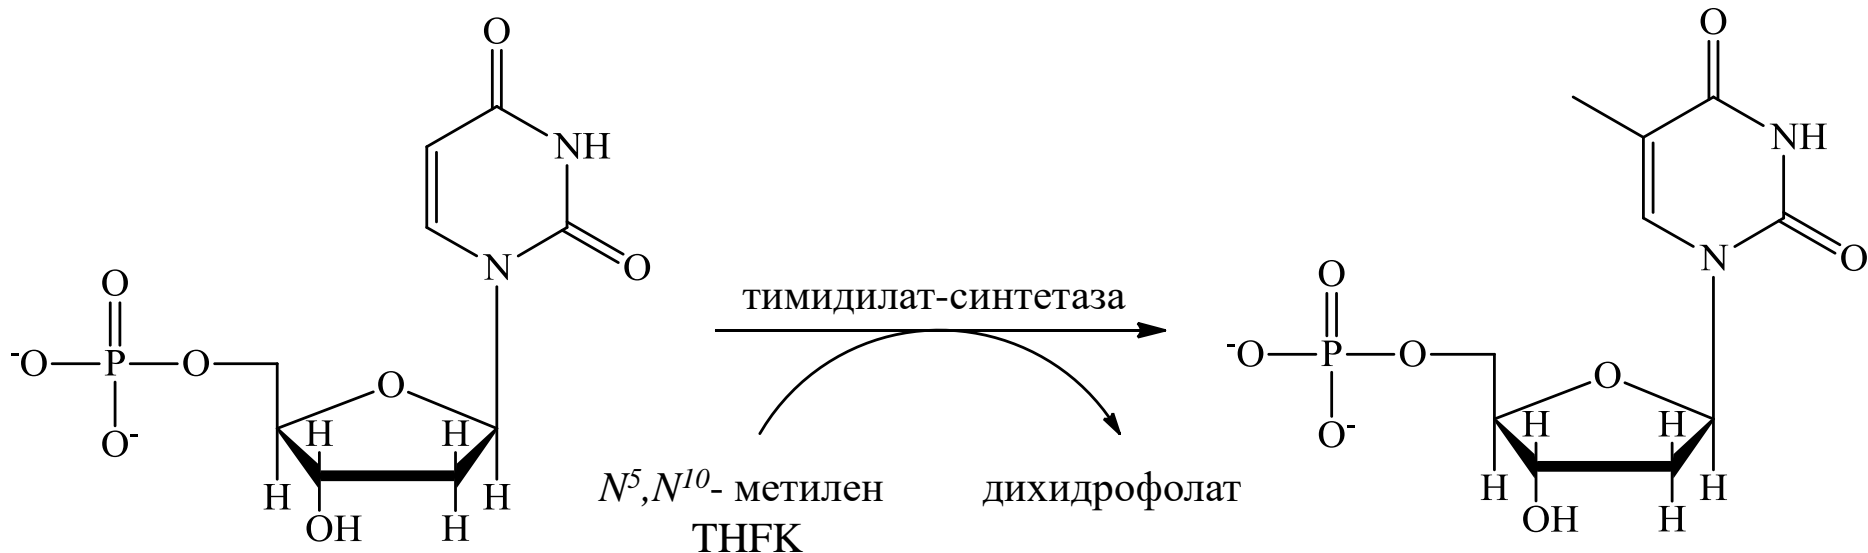 O
NH
N
O
O
⁻O
P
O
O
O⁻
H
H
H
H
OH
H
тимидилат-синтетаза
N⁵,N¹⁰- метилен
THFK
дихидрофолат
O
NH
N
O
O
⁻O
P
O
O
O⁻
H
H
H
H
OH
H